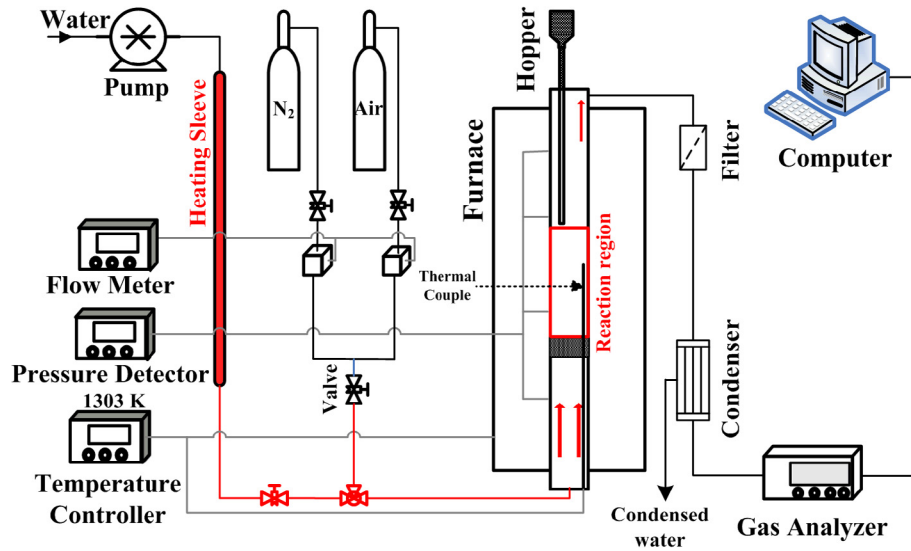 Water
Pump
Heating Sleeve
N₂
Air
Hopper
Furnace
Filter
Computer
Flow Meter
Thermal
Couple
Reaction region
Pressure Detector
Valve
Condenser
1303 K
Temperature
Controller
Condensed
water
Gas Analyzer